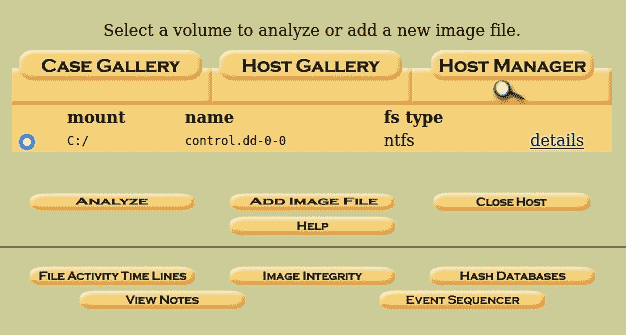 Select a volume to analyze or add a new image file.
CASE GALLERY HOST GALLERY HOST MANAGER
mount name fs type
C:/ control.dd-0-0 ntfs details
ANALYZE ADD IMAGE FILE CLOSE HOST
HELP
FILE ACTIVITY TIME LINES IMAGE INTEGRITY HASH DATABASES
VIEW NOTES EVENT SEQUENCER